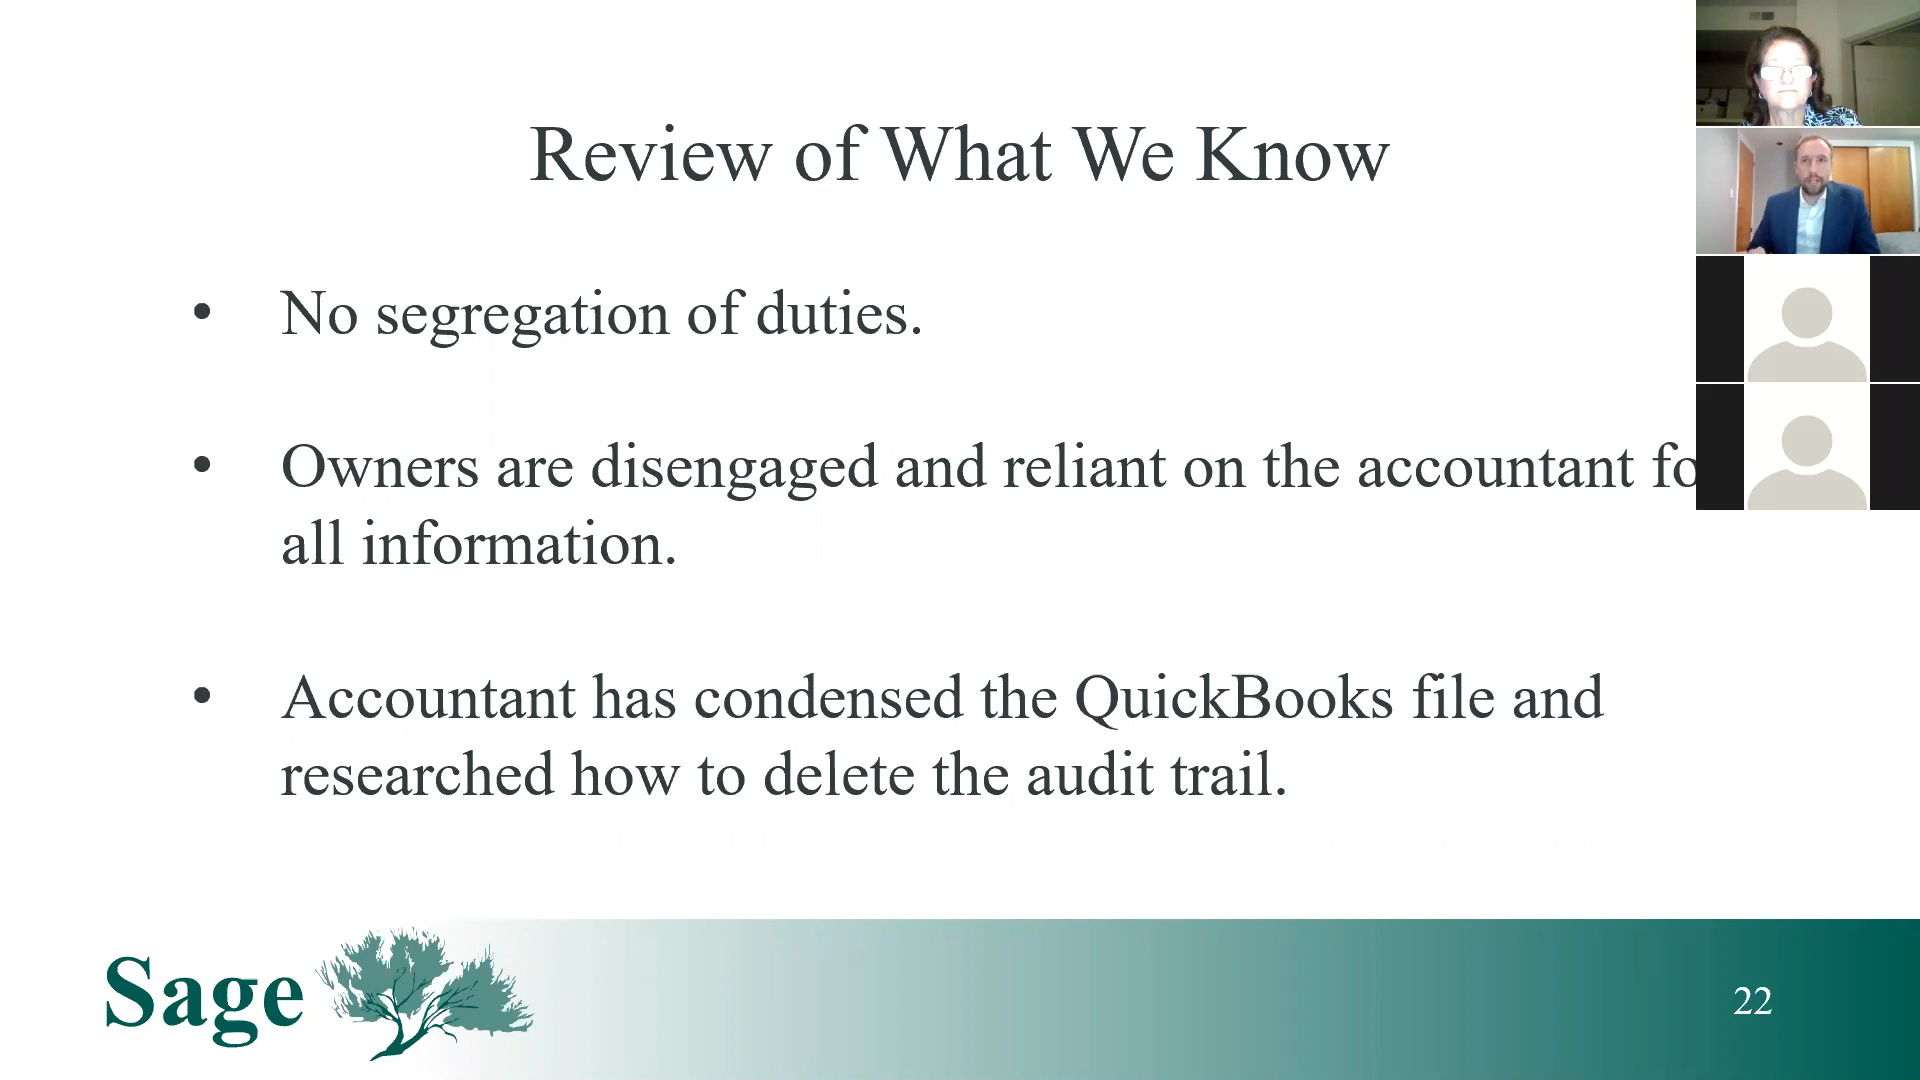 Review of What We Know
• No segregation of duties.
• Owners are disengaged and reliant on the accountant
all information.
• Accountant has condensed the QuickBooks file and
researched how to delete the audit trail.
Sage
22